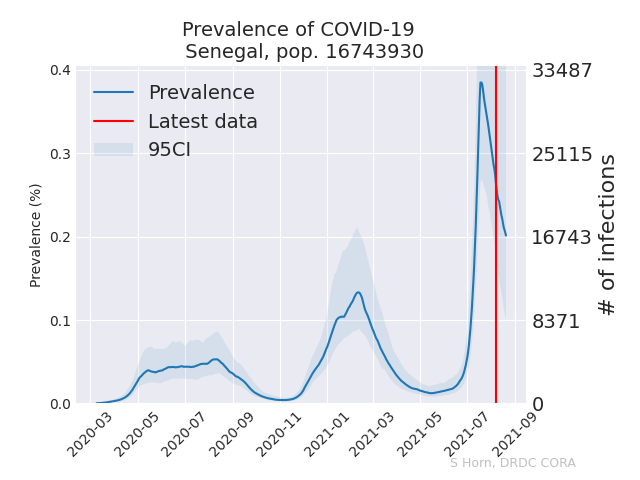 Prevalence of COVID-19
Senegal, pop. 16743930
Prevalence
Latest data
95CI
Prevalence (%)
0.4
0.3
0.2
0.1
0.0
33487
25115
16743
8371
0
# of infections
2020-03
2020-05
2020-07
2020-09
2020-11
2021-01
2021-03
2021-05
2021-07
2021-09
S Horn, DRDC CORA